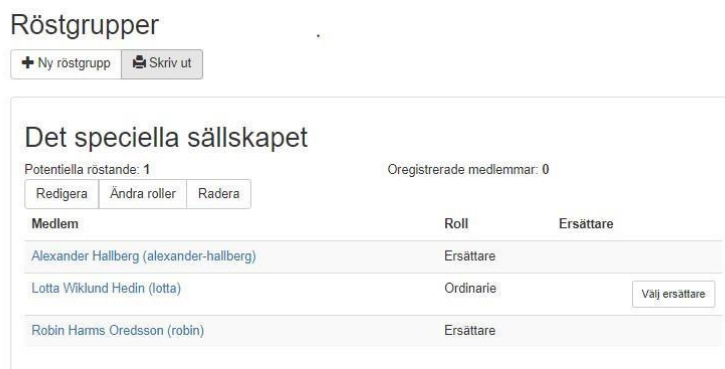 Röstgrupper
Ny röstgrupp Skriv ut
Det speciella sällskapet
Potentiella röstande: 1 Oregistrerade medlemmar: 0
Redigera Ändra roller Radera
Medlem Roll Ersättare
Alexander Hallberg (alexander-hallberg) Ersättare
Lotta Wiklund Hedin (lotta) Ordinarie Välj ersättare
Robin Harms Oredsson (robin) Ersättare